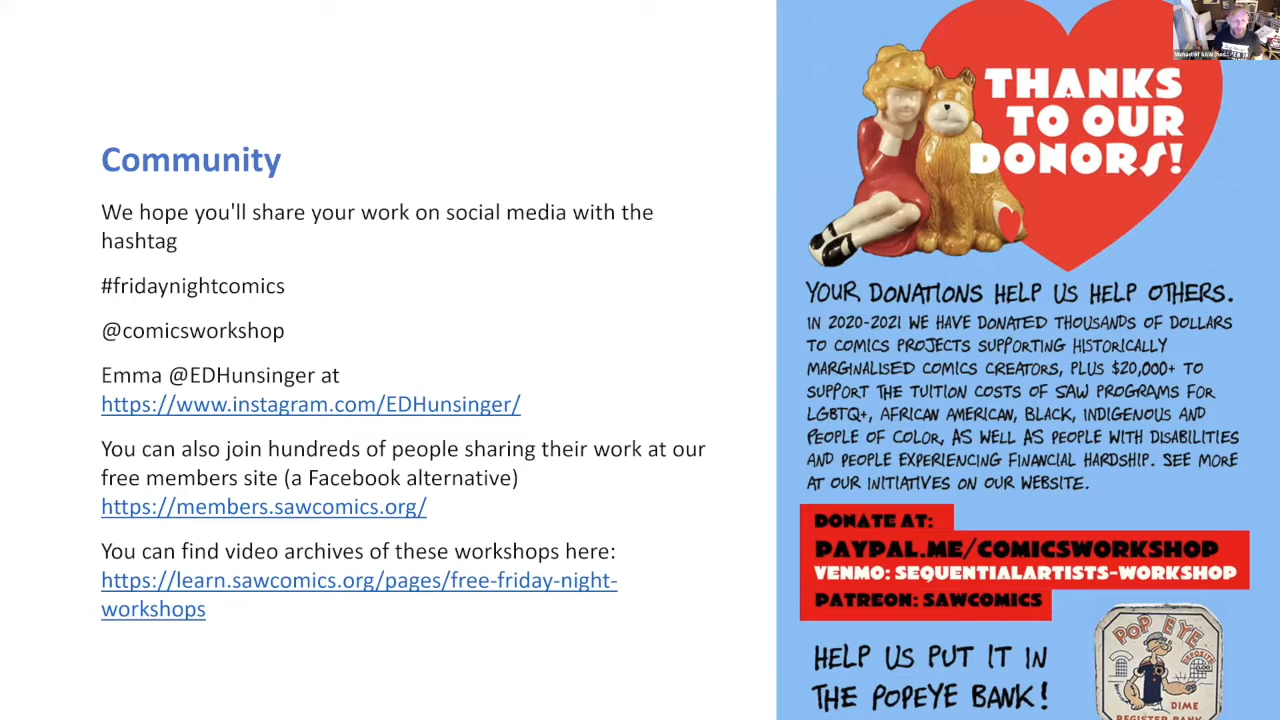 Community
We hope you'll share your work on social media with the
hashtag
#fridaynightcomics
@comicsworkshop
Emma @EDHunsinger at
https://www.instagram.com/EDHunsinger/
You can also join hundreds of people sharing their work at our
free members site (a Facebook alternative)
https://members.sawcomics.org/
You can find video archives of these workshops here:
https://learn.sawcomics.org/pages/free-friday-night-
workshops
THANKS
TO OUR
DONORS!
YOUR DONATIONS HELP US HELP OTHERS.
IN 2020-2021 WE HAVE DONATED THOUSANDS OF DOLLARS
TO COMICS PROJECTS SUPPORTING HISTORICALLY
MARGINALISED COMICS CREATORS, PLUS $20,000+ TO
SUPPORT THE TUITION COSTS OF SAW PROGRAMS FOR
LGBTQ+, AFRICAN AMERICAN, BLACK, INDIGENOUS AND
PEOPLE OF COLOR, AS WELL AS PEOPLE WITH DISABILITIES
AND PEOPLE EXPERIENCING FINANCIAL HARDSHIP. SEE MORE
AT OUR INITIATIVES ON OUR WEBSITE.
DONATE AT:
PAYPAL.ME/COMICSWORKSHOP
VENMO: SEQUENTIALARTISTS-WORKSHOP
PATREON: SAWCOMICS
HELP US PUT IT IN
THE POPEYE BANK!
POPEYE
DIME
REGISTER BANK